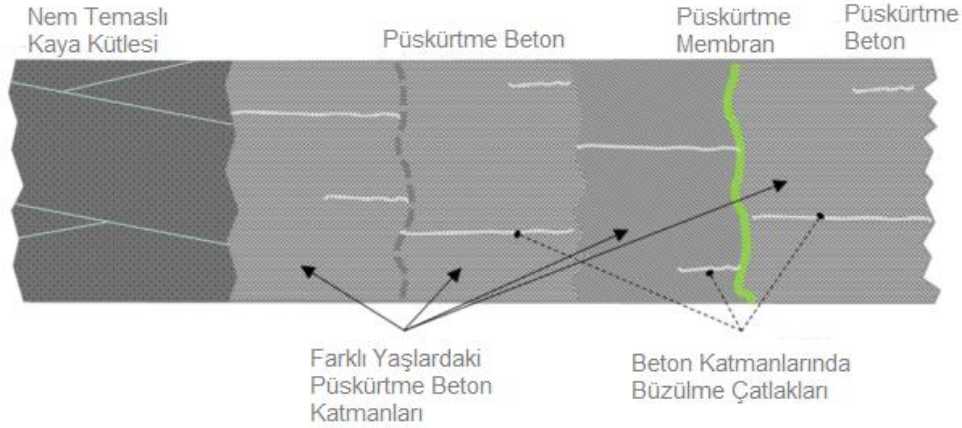 Nem Temaslı
Kaya Kütlesi
Püskürtme Beton
Püskürtme
Membran
Püskürtme
Beton
Farklı Yaşlardaki
Püskürtme Beton
Katmanları
Beton Katmanlarında
Büzülme Çatlakları